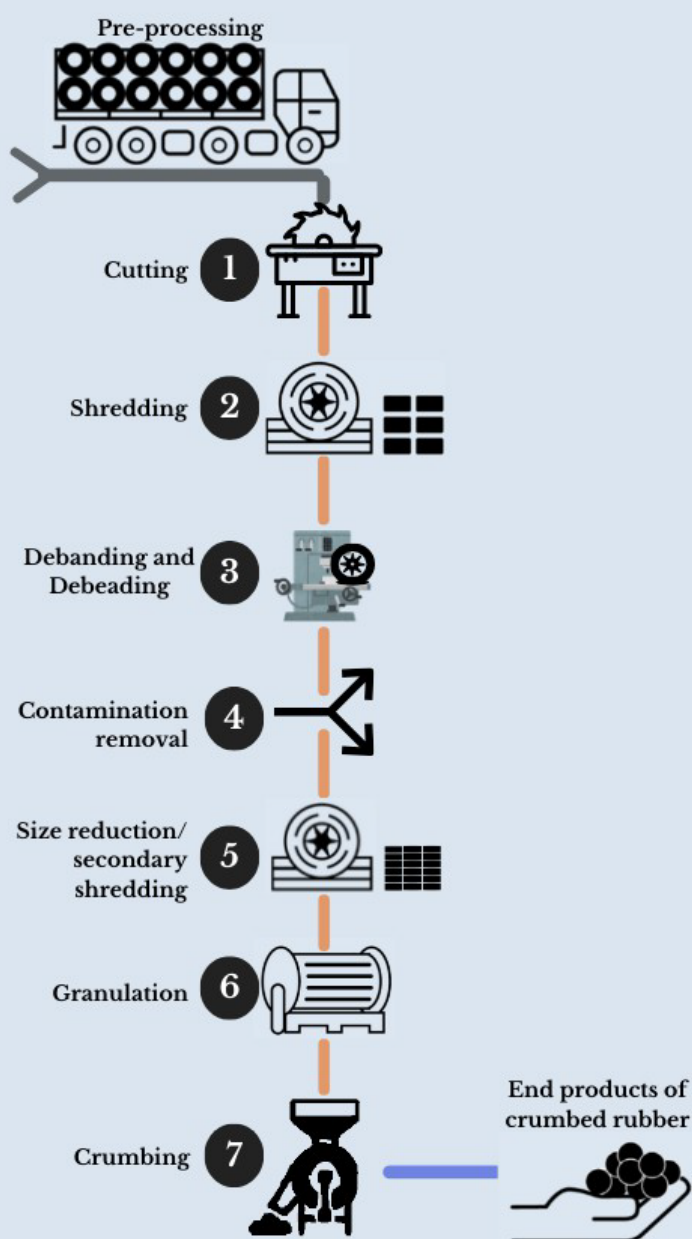 Pre-processing
Cutting
1
Shredding
2
Debanding and
Debeading
3
Contamination
removal
4
Size reduction/
secondary
shredding
5
Granulation
6
Crumbing
7
End products of
crumbed rubber